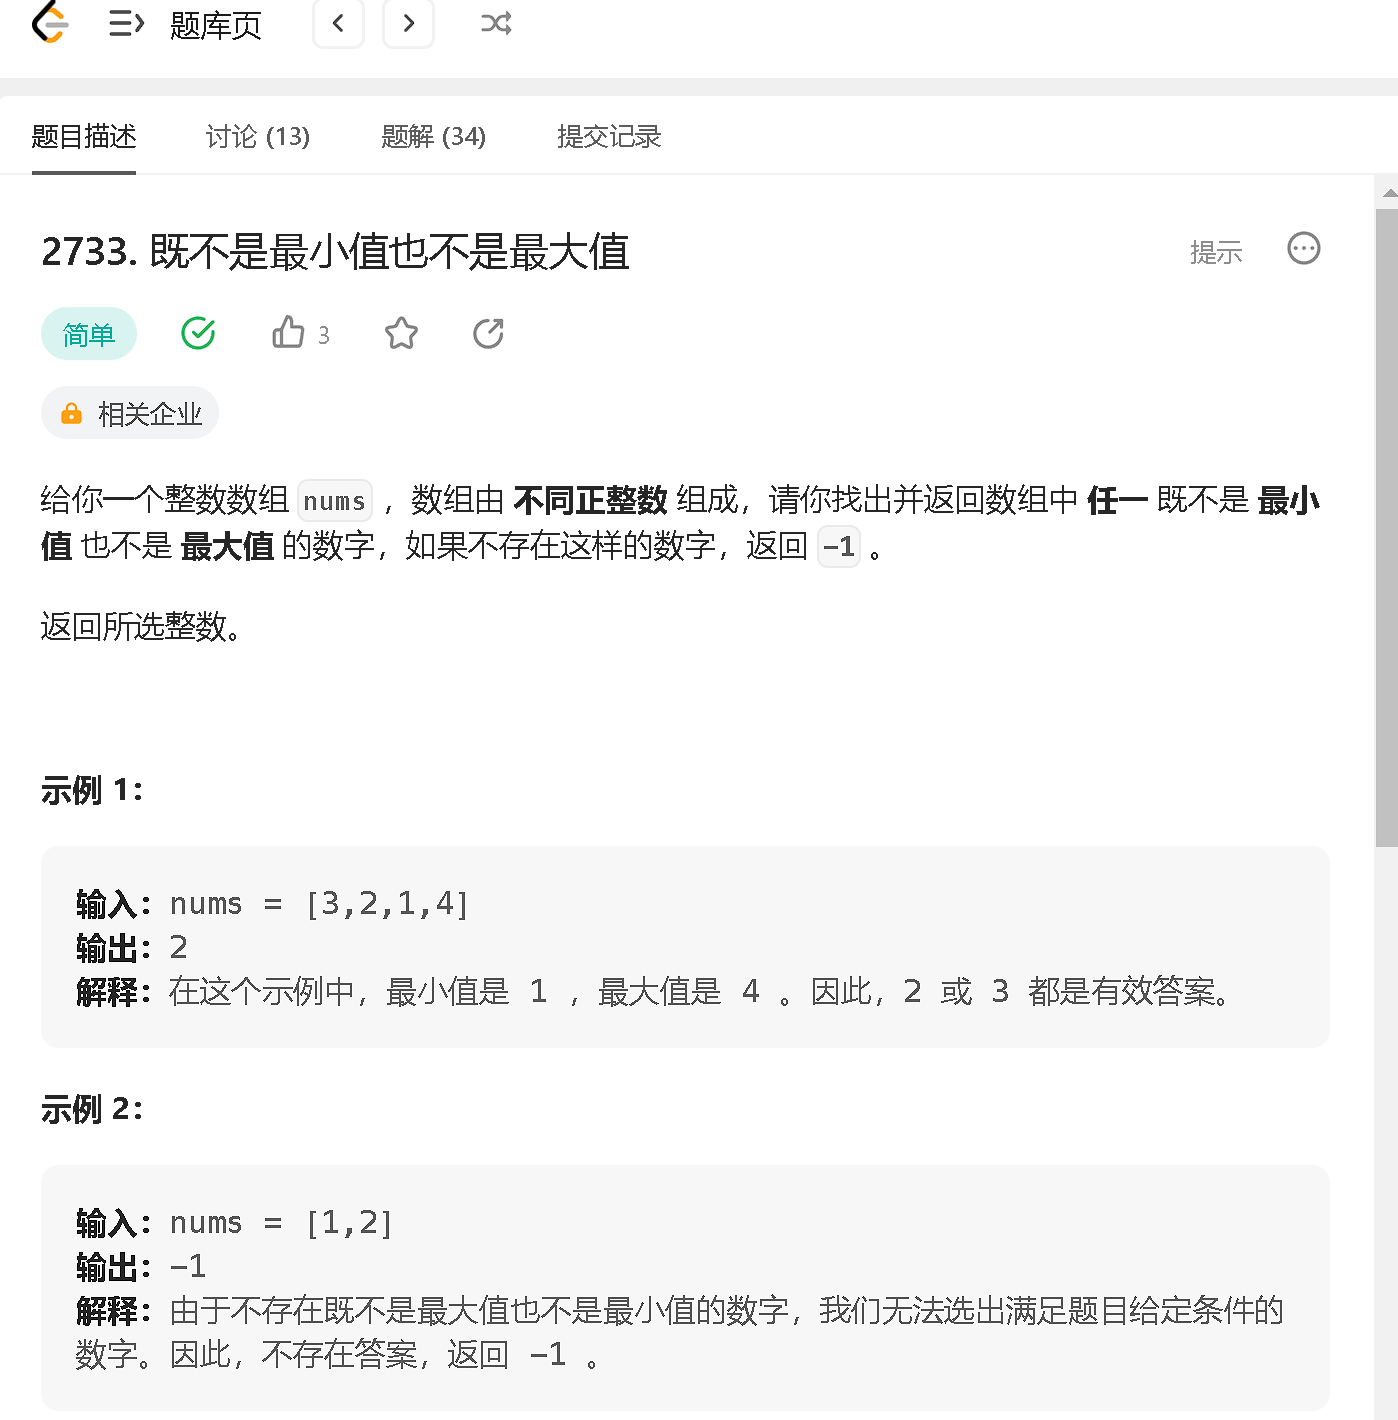 题库页
题目描述 讨论 (13) 题解 (34) 提交记录
2733. 既不是最小值也不是最大值 提示
简单 3
相关企业
给你一个整数数组 nums ，数组由 不同正整数 组成，请你找出并返回数组中 任一 既不是 最小
值 也不是 最大值 的数字，如果不存在这样的数字，返回 -1 。
返回所选整数。
示例 1：
输入：nums = [3,2,1,4]
输出：2
解释：在这个示例中，最小值是 1 ，最大值是 4 。因此，2 或 3 都是有效答案。
示例 2：
输入：nums = [1,2]
输出：-1
解释：由于不存在既不是最大值也不是最小值的数字，我们无法选出满足题目给定条件的
数字。因此，不存在答案，返回 -1 。